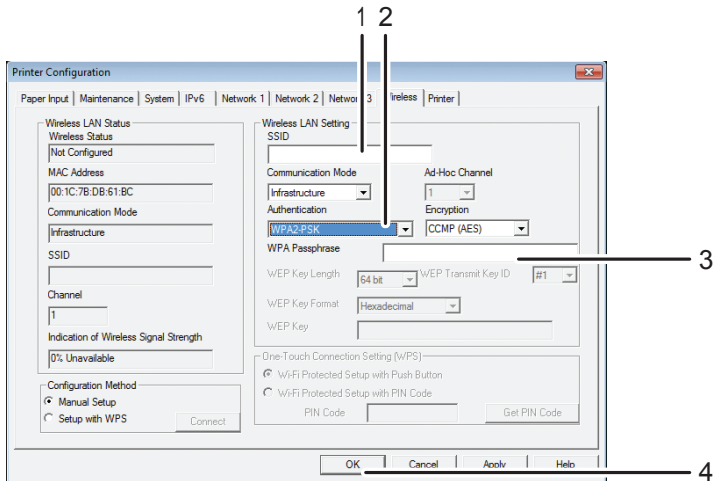 1 2
Printer Configuration
Paper Input Maintenance System IPv6 Network 1 Network 2 Network 3 Wireless Printer
Wireless LAN Status
Wireless Status
Not Configured
MAC Address
00:1C:7B:DB:61:BC
Communication Mode
Infrastructure
SSID
Channel
1
Indication of Wireless Signal Strength
0% Unavailable
Configuration Method
Manual Setup
Setup with WPS
Connect
Wireless LAN Setting
SSID
Communication Mode Ad-Hoc Channel
Infrastructure 1
Authentication Encryption
WPA2-PSK CCMP (AES)
WPA Passphrase
3
WEP Key Length 64 bit WEP Transmit Key ID #1
WEP Key Format Hexadecimal
WEP Key
One-Touch Connection Setting (WPS)
Wi-Fi Protected Setup with Push Button
Wi-Fi Protected Setup with PIN Code
PIN Code Get PIN Code
OK Cancel Apply Help
4